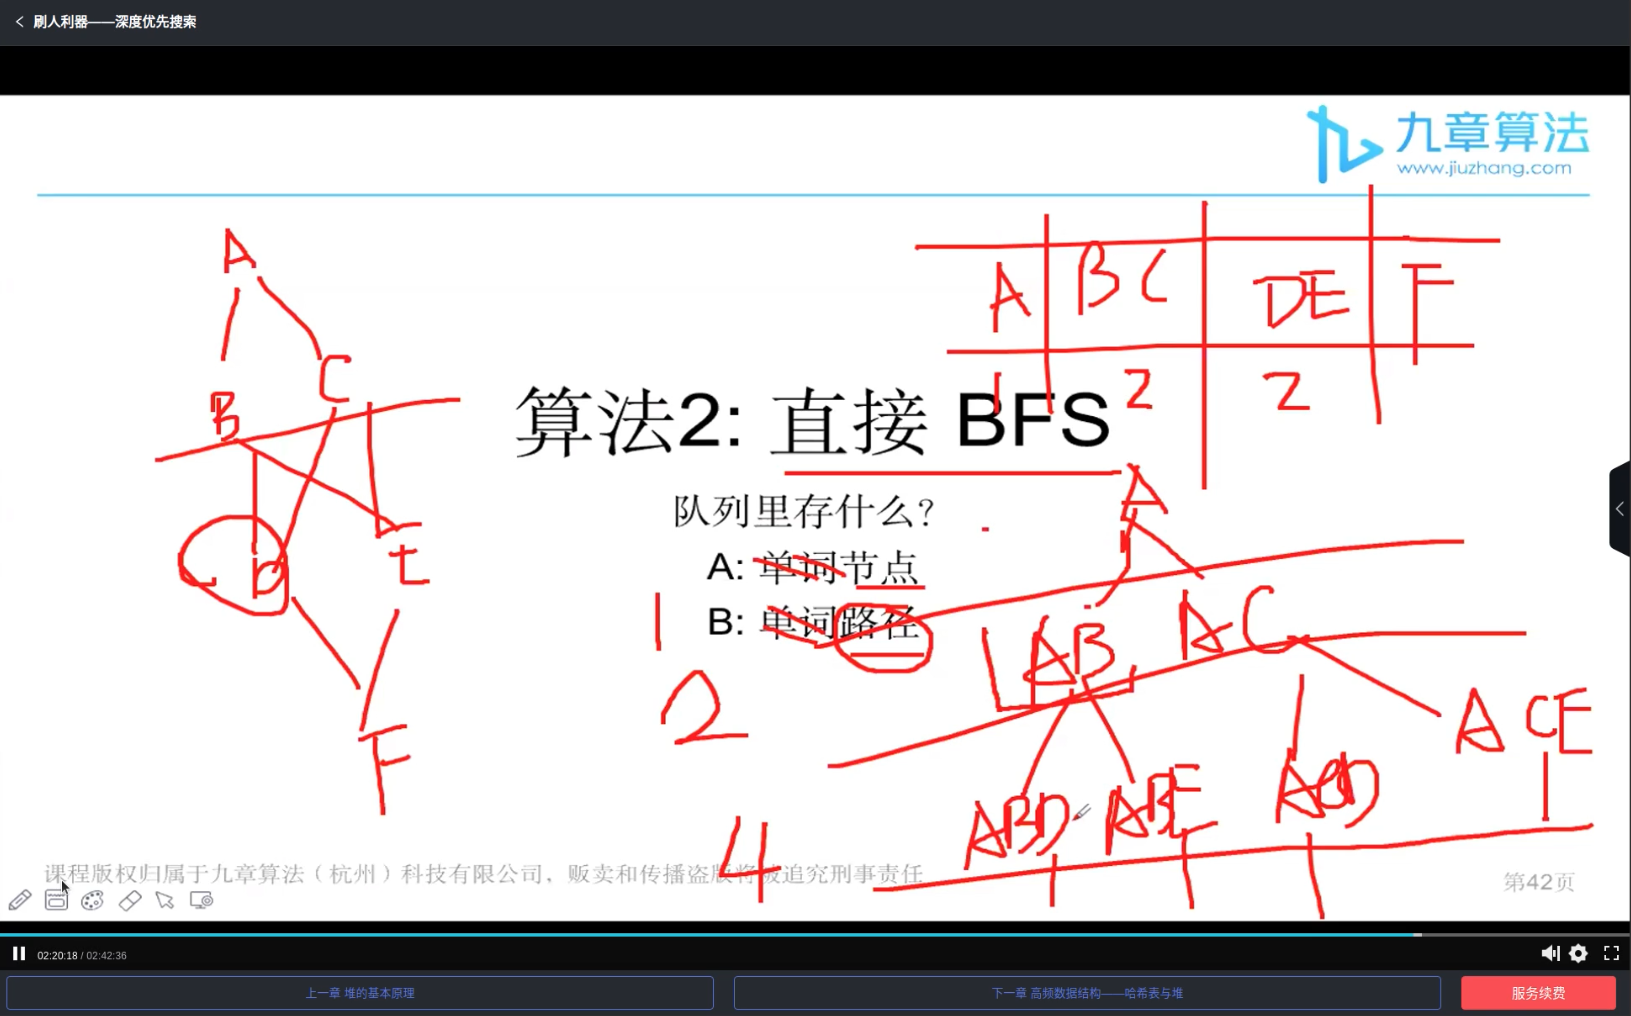 刷人利器——深度优先搜索
九章算法
www.jiuzhang.com
A
B C
DE
F
1
2
2
A
C
B
D
E
F
算法2: 直接 BFS
队列里存什么?
A: 单词节点
B: 单词路径
A
AB
AC
ABD
ABE
ACD
ACE
1
2
4
课程版权归属于九章算法（杭州）科技有限公司，贩卖和传播盗版将被追究刑事责任
第42页
02:20:18 / 02:42:36
上一章 堆的基本原理
下一章 高频数据结构——哈希表与堆
服务续费